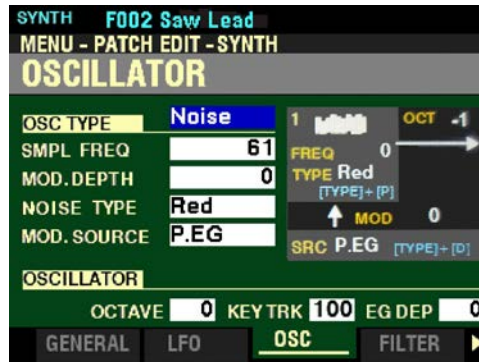 SYNTH F002 Saw Lead
MENU - PATCH EDIT - SYNTH
OSCILLATOR
OSC TYPE Noise
SMPL FREQ 61
MOD.DEPTH 0
NOISE TYPE Red
MOD. SOURCE P.EG
1 OCT -1
FREQ 0
TYPE Red
[TYPE]+[P]
MOD 0
SRC P.EG [TYPE]+[D]
OSCILLATOR
OCTAVE 0 KEY TRK 100 EG DEP 0
GENERAL LFO OSC FILTER